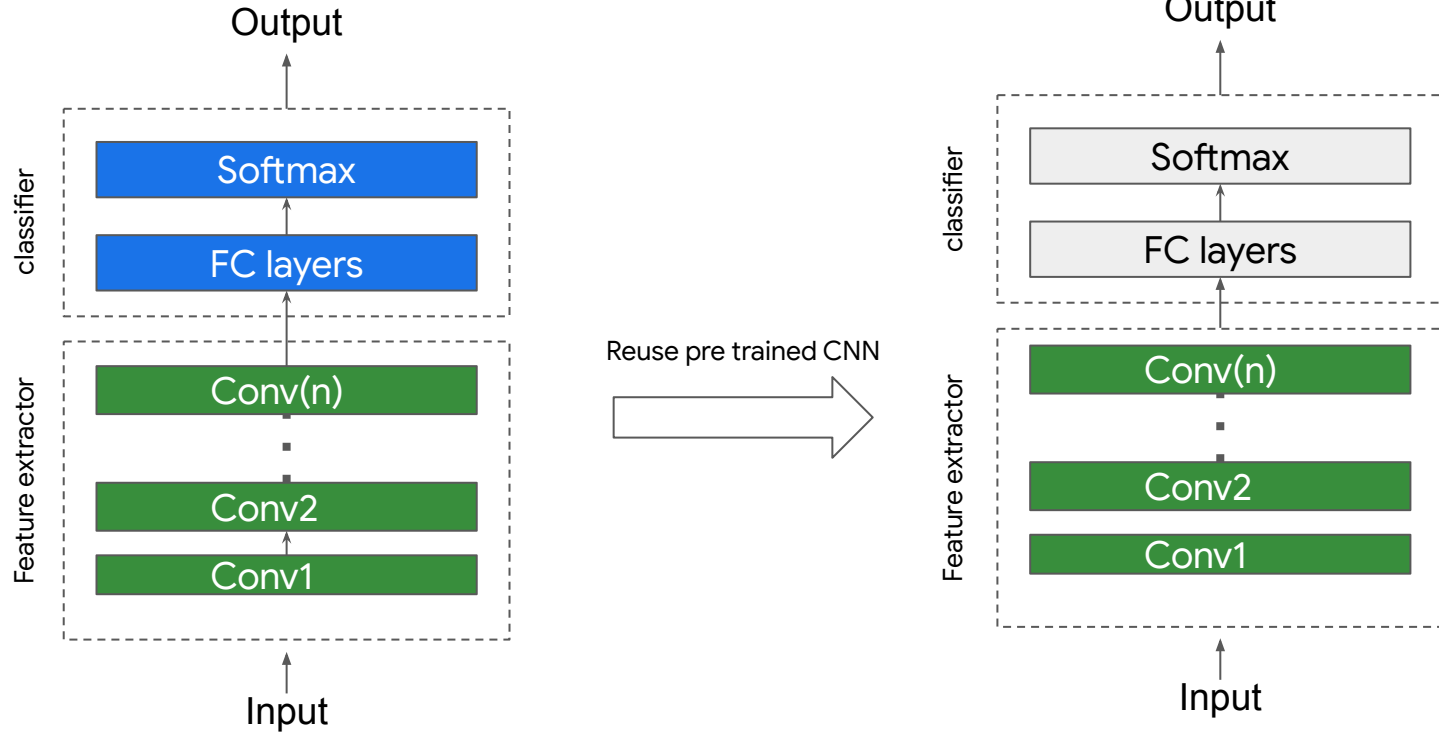 Output
classifier
Softmax
FC layers
Feature extractor
Conv(n)
Conv2
Conv1
Input
Reuse pre trained CNN
Output
classifier
Softmax
FC layers
Feature extractor
Conv(n)
Conv2
Conv1
Input